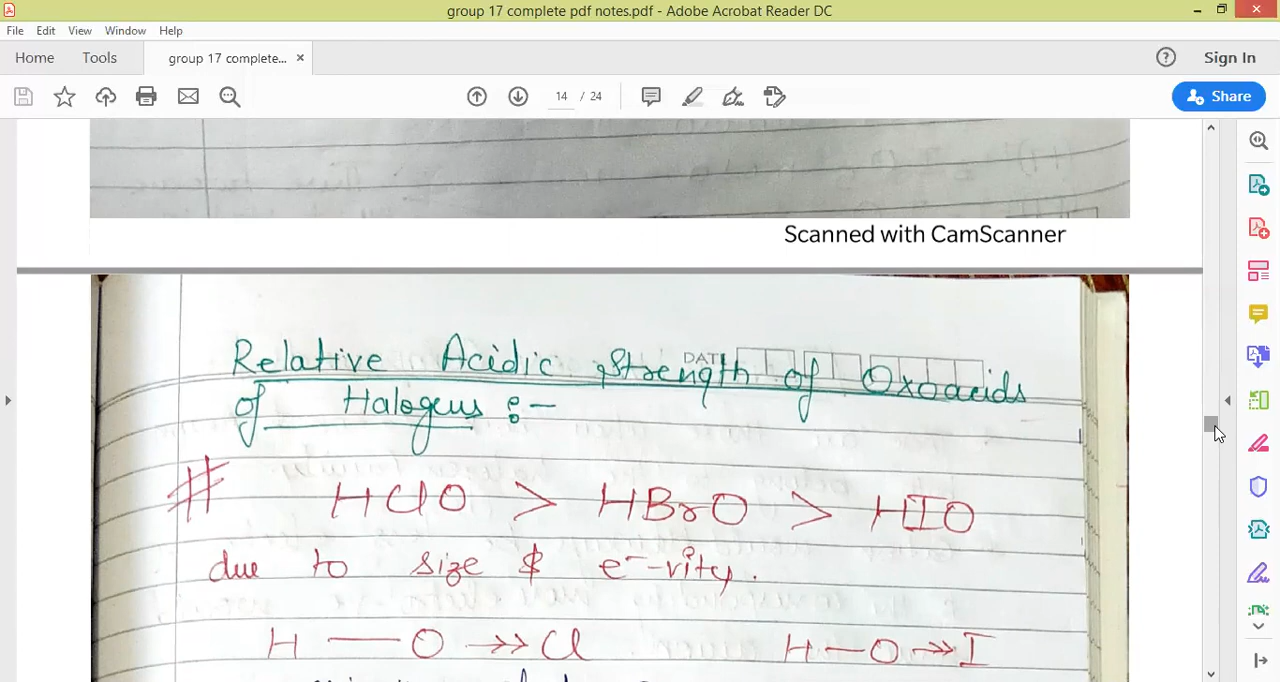 group 17 complete pdf notes.pdf - Adobe Acrobat Reader DC
File Edit View Window Help
Home Tools group 17 complete... × Sign In
14 / 24 Share
Scanned with CamScanner
DATE
Relative Acidic Strength of Oxoacids
of Halogens :-
# HClO > HBrO > HIO
due to size & e⁻-vity.
H — O →→ Cl H — O →→ I